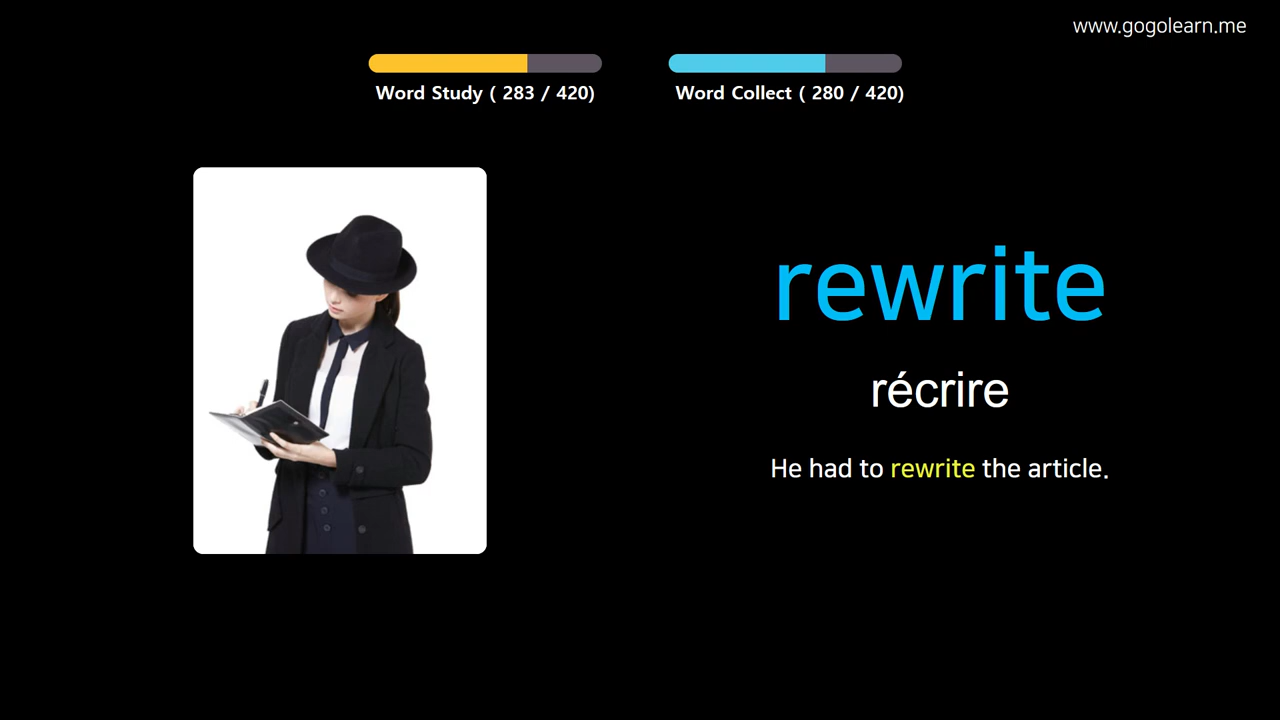 www.gogolearn.me
Word Study ( 283 / 420)
Word Collect ( 280 / 420)
rewrite
récrire
He had to rewrite the article.